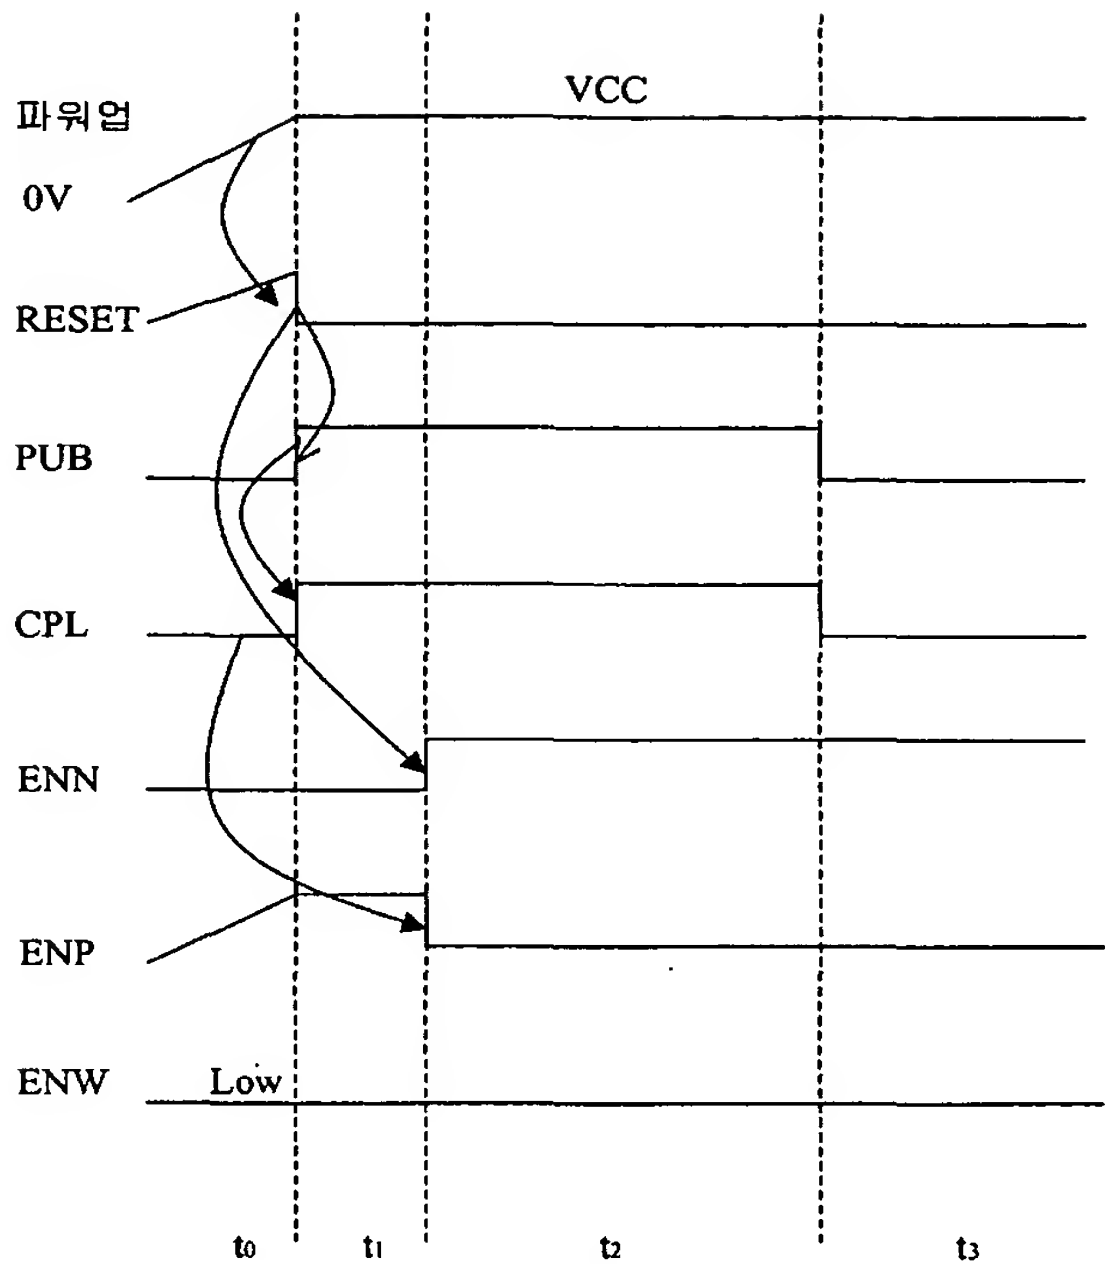 VCC
파워업
0V
RESET
PUB
CPL
ENN
ENP
ENW Low
t0 t1 t2 t3